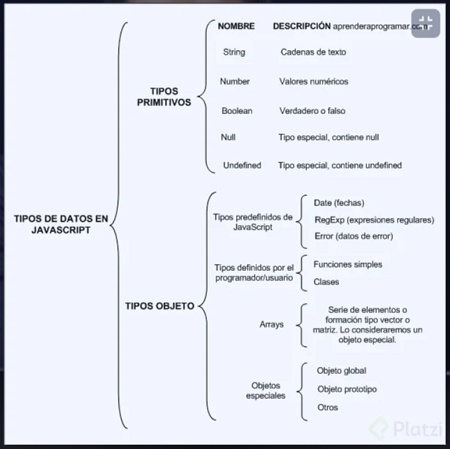 NOMBRE DESCRIPCIÓN aprenderaprogramar.com
String Cadenas de texto
Number Valores numéricos
TIPOS
PRIMITIVOS
Boolean Verdadero o falso
Null Tipo especial, contiene null
Undefined Tipo especial, contiene undefined
TIPOS DE DATOS EN
JAVASCRIPT
TIPOS OBJETO
Tipos predefinidos de
JavaScript
Date (fechas)
RegExp (expresiones regulares)
Error (datos de error)
Tipos definidos por el
programador/usuario
Funciones simples
Clases
Arrays
Serie de elementos o
formación tipo vector o
matriz. Lo consideraremos un
objeto especial.
Objetos
especiales
Objeto global
Objeto prototipo
Otros
Platzi